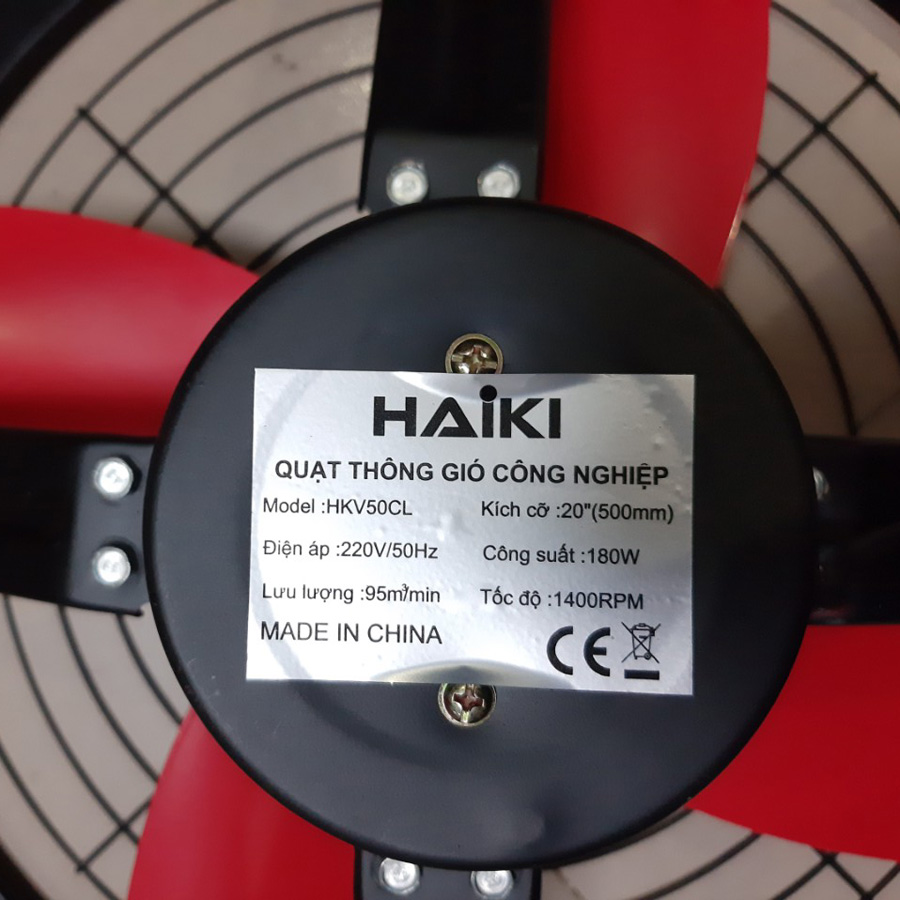 HAiKI
QUẠT THÔNG GIÓ CÔNG NGHIỆP
Model :HKV50CL Kích cỡ :20"(500mm)
Điện áp :220V/50Hz Công suất :180W
Lưu lượng :95m³/min Tốc độ :1400RPM
MADE IN CHINA CE